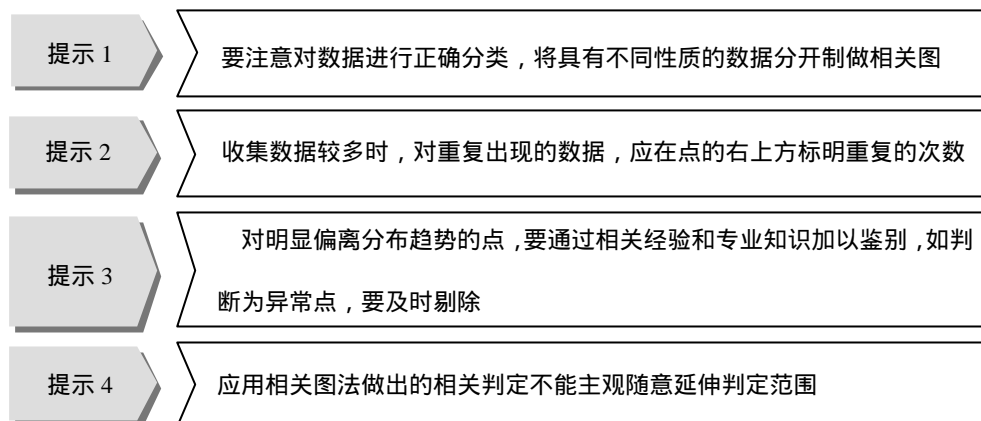 提示 1
要注意对数据进行正确分类，将具有不同性质的数据分开制做相关图
提示 2
收集数据较多时，对重复出现的数据，应在点的右上方标明重复的次数
提示 3
对明显偏离分布趋势的点，要通过相关经验和专业知识加以鉴别，如判
断为异常点，要及时剔除
提示 4
应用相关图法做出的相关判定不能主观随意延伸判定范围